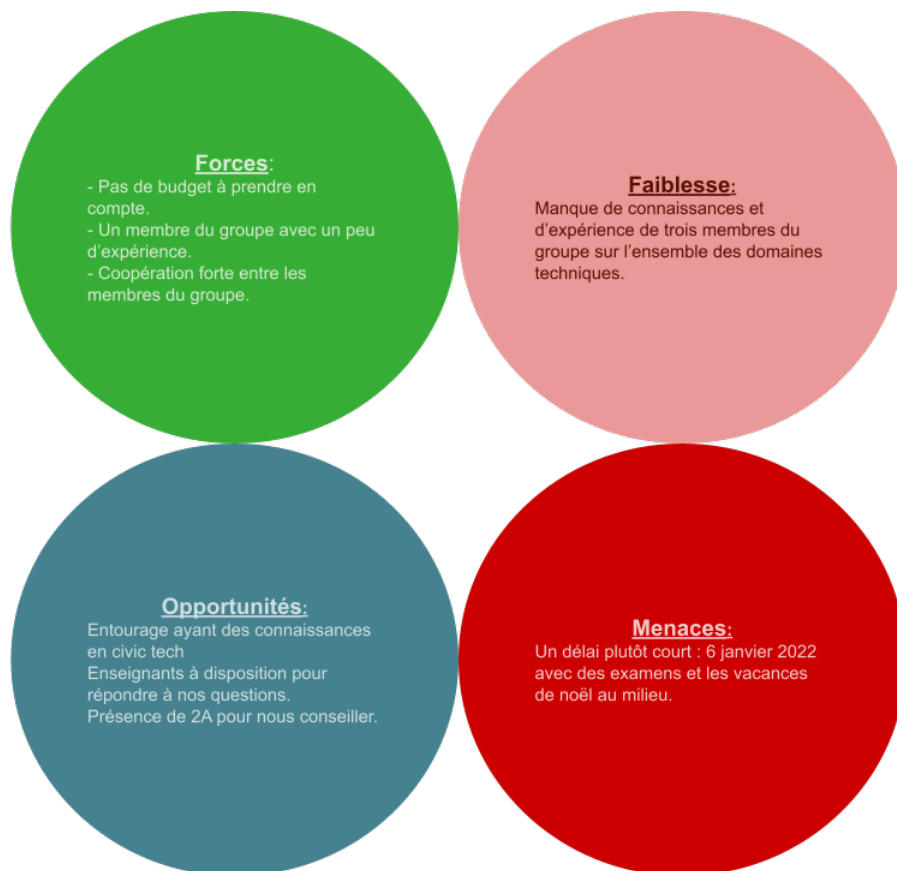 Forces:
- Pas de budget à prendre en
compte.
- Un membre du groupe avec un peu
d’expérience.
- Coopération forte entre les
membres du groupe.
Faiblesse:
Manque de connaissances et
d’expérience de trois membres du
groupe sur l’ensemble des domaines
techniques.
Opportunités:
Entourage ayant des connaissances
en civic tech
Enseignants à disposition pour
répondre à nos questions.
Présence de 2A pour nous conseiller.
Menaces:
Un délai plutôt court : 6 janvier 2022
avec des examens et les vacances
de noël au milieu.